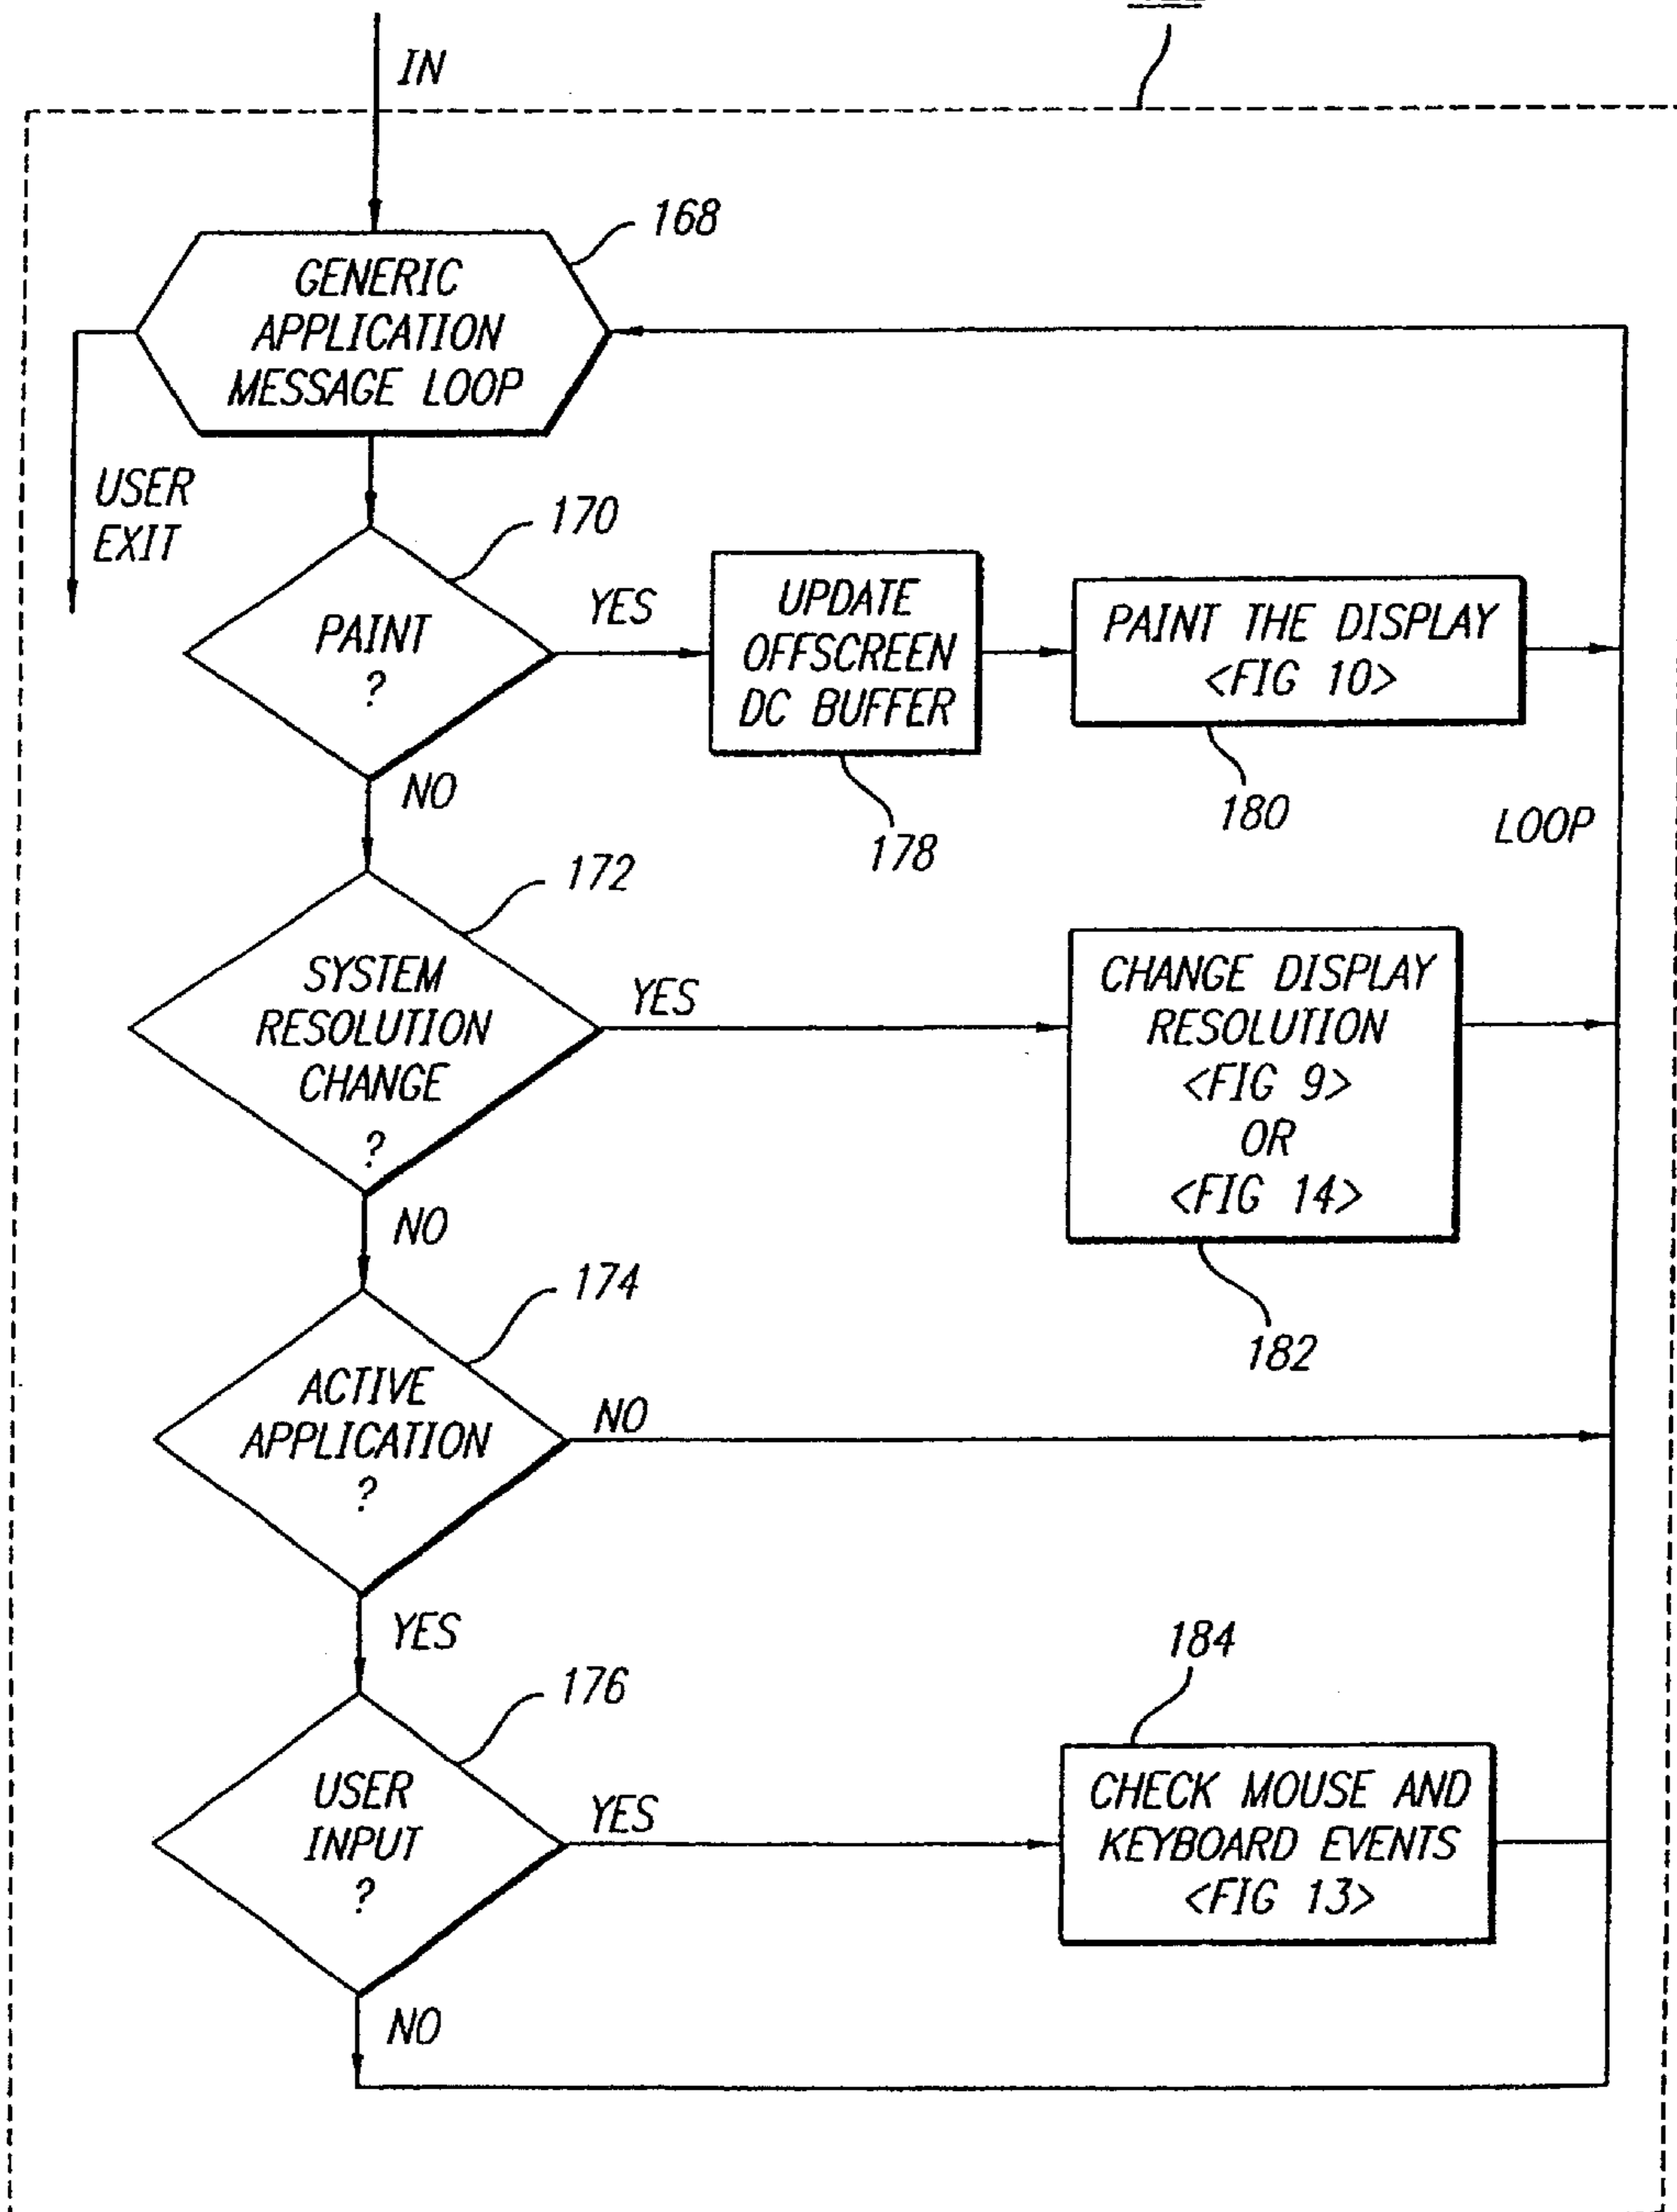 IN
168
GENERIC
APPLICATION
MESSAGE LOOP
USER
EXIT
170
PAINT
?
YES
UPDATE
OFFSCREEN
DC BUFFER
178
PAINT THE DISPLAY
<FIG 10>
180
LOOP
NO
172
SYSTEM
RESOLUTION
CHANGE
?
YES
CHANGE DISPLAY
RESOLUTION
<FIG 9>
OR
<FIG 14>
182
NO
174
ACTIVE
APPLICATION
?
NO
YES
176
USER
INPUT
?
YES
184
CHECK MOUSE AND
KEYBOARD EVENTS
<FIG 13>
NO